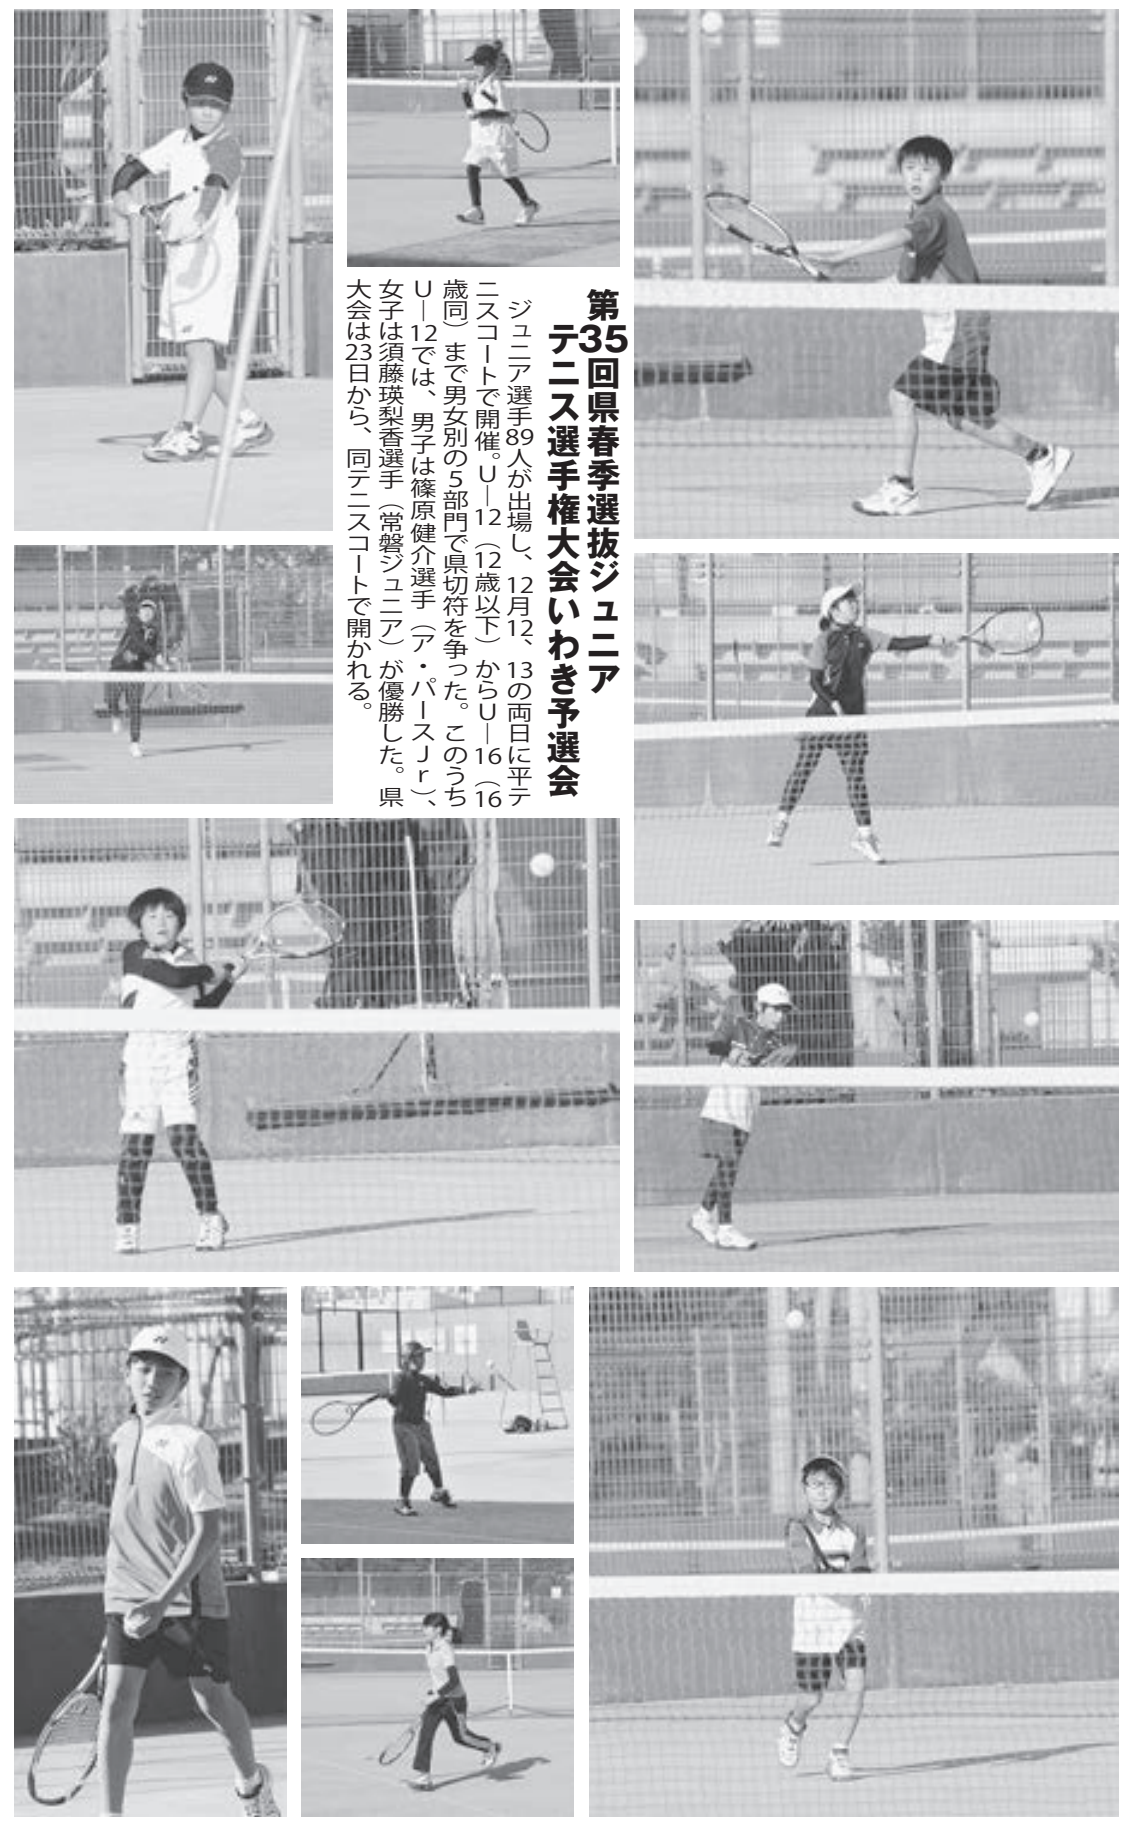 第35回県春季選抜ジュニア
テニス選手権大会いわき予選会
ジュニア選手89人が出場し、12月12、13の両日に平テ
ニスコートで開催。U―12（12歳以下）からU―16（16
歳同）まで男女別の5部門で県切符を争った。このうち
U―12では、男子は篠原健介選手（ア・パースJr）、
女子は須藤瑛梨香選手（常磐ジュニア）が優勝した。県
大会は23日から、同テニスコートで開かれる。